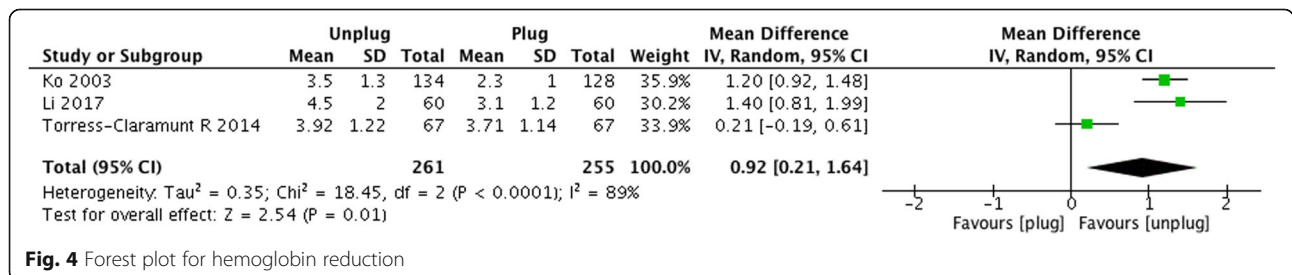 Unplug Plug Mean Difference Mean Difference
Study or Subgroup Mean SD Total Mean SD Total Weight IV, Random, 95% CI IV, Random, 95% CI
Ko 2003 3.5 1.3 134 2.3 1 128 35.9% 1.20 [0.92, 1.48]
Li 2017 4.5 2 60 3.1 1.2 60 30.2% 1.40 [0.81, 1.99]
Torress-Claramunt R 2014 3.92 1.22 67 3.71 1.14 67 33.9% 0.21 [-0.19, 0.61]
Total (95% CI) 261 255 100.0% 0.92 [0.21, 1.64]
Heterogeneity: Tau² = 0.35; Chi² = 18.45, df = 2 (P < 0.0001); I² = 89%
Test for overall effect: Z = 2.54 (P = 0.01)
-2 -1 0 1 2
Favours [plug] Favours [unplug]
Fig. 4 Forest plot for hemoglobin reduction